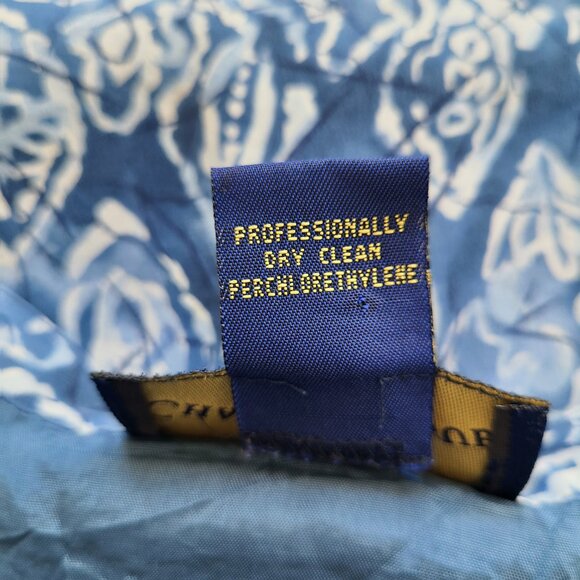 PROFESSIONALLY
DRY CLEAN
PERCHLORETHYLENE